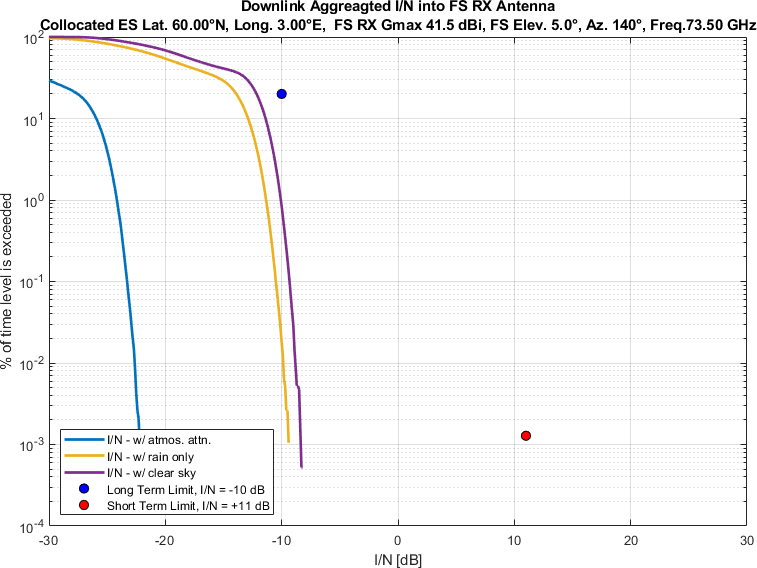 Downlink Aggreagted I/N into FS RX Antenna
Collocated ES Lat. 60.00°N, Long. 3.00°E,  FS RX Gmax 41.5 dBi, FS Elev. 5.0°, Az. 140°, Freq.73.50 GHz
% of time level is exceeded
10^2
10^1
10^0
10^-1
10^-2
10^-3
10^-4
I/N - w/ atmos. attn.
I/N - w/ rain only
I/N - w/ clear sky
Long Term Limit, I/N = -10 dB
Short Term Limit, I/N = +11 dB
-30 -20 -10 0 10 20 30
I/N [dB]